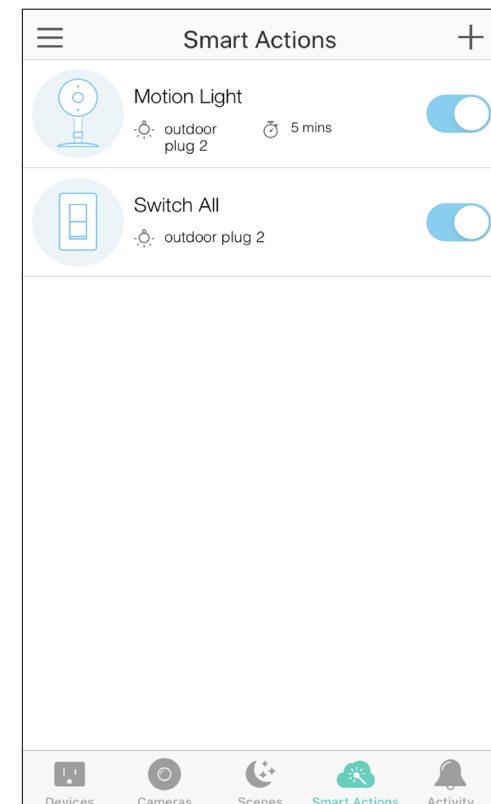 Smart Actions
Motion Light
outdoor
plug 2
5 mins
Switch All
outdoor plug 2
Devices
Cameras
Scenes
Smart Actions
Activity